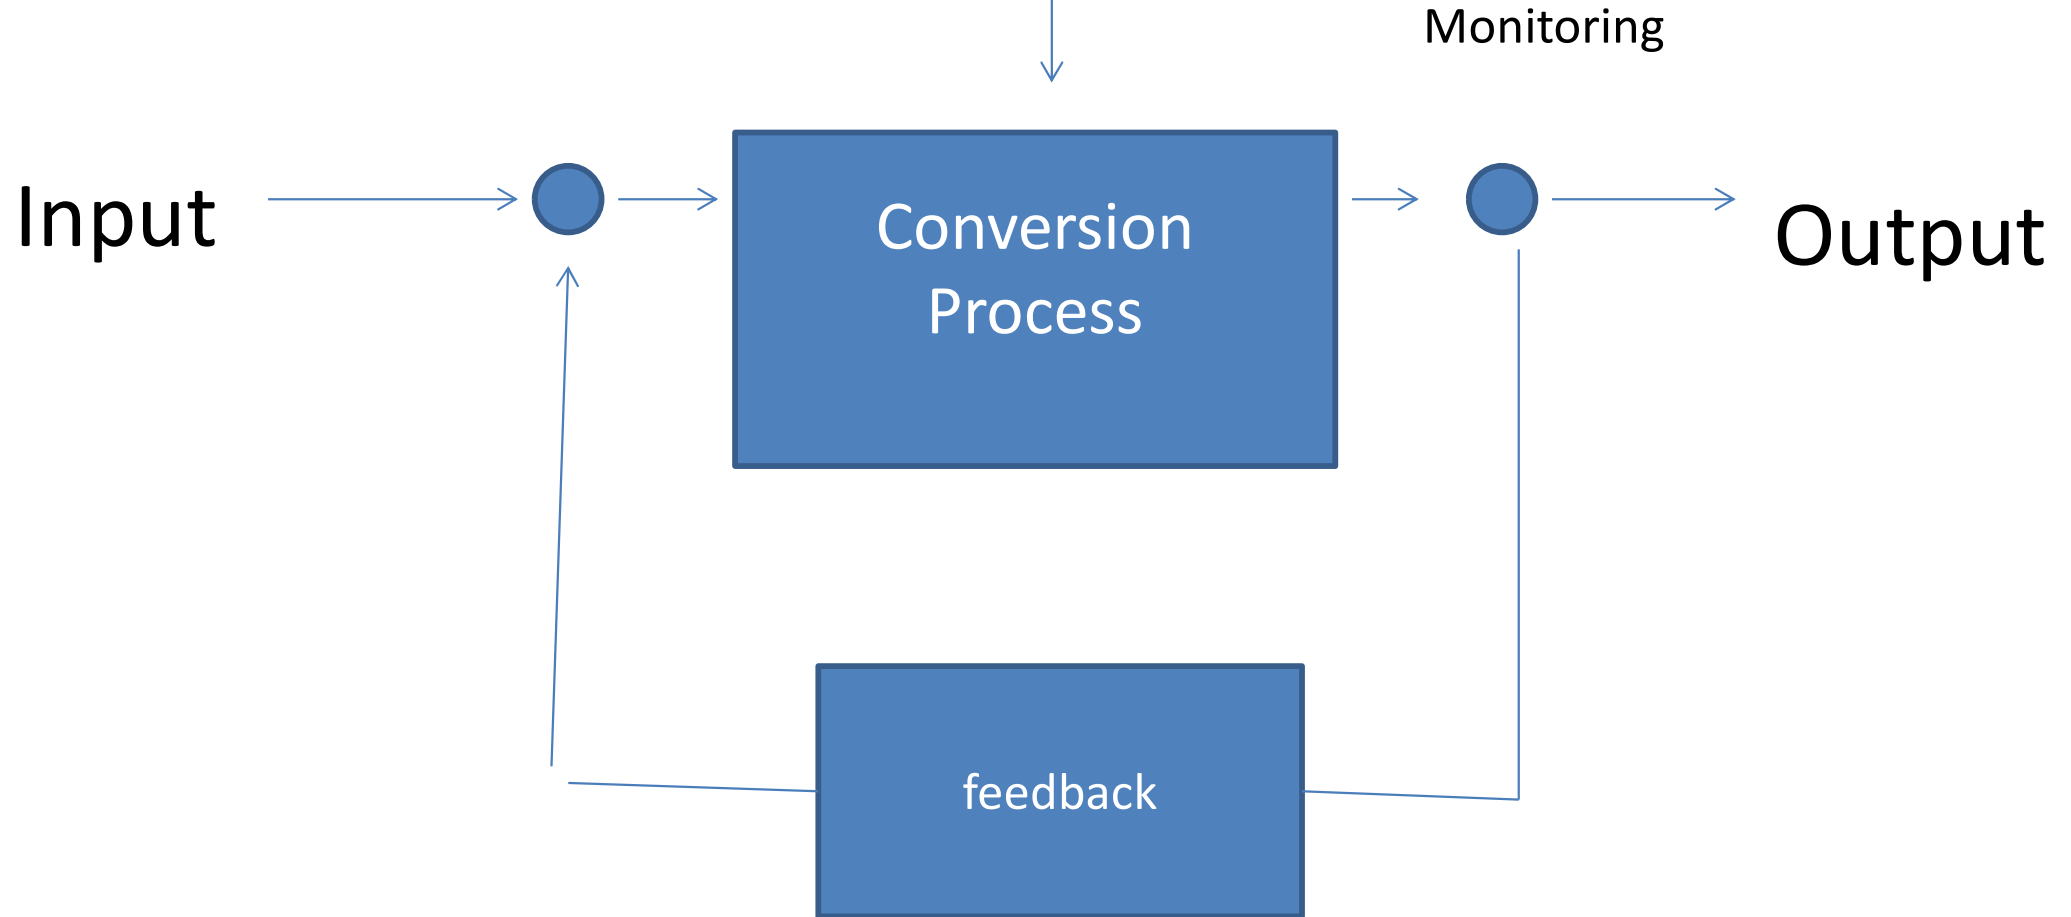 Monitoring
Input
Conversion
Process
Output
feedback